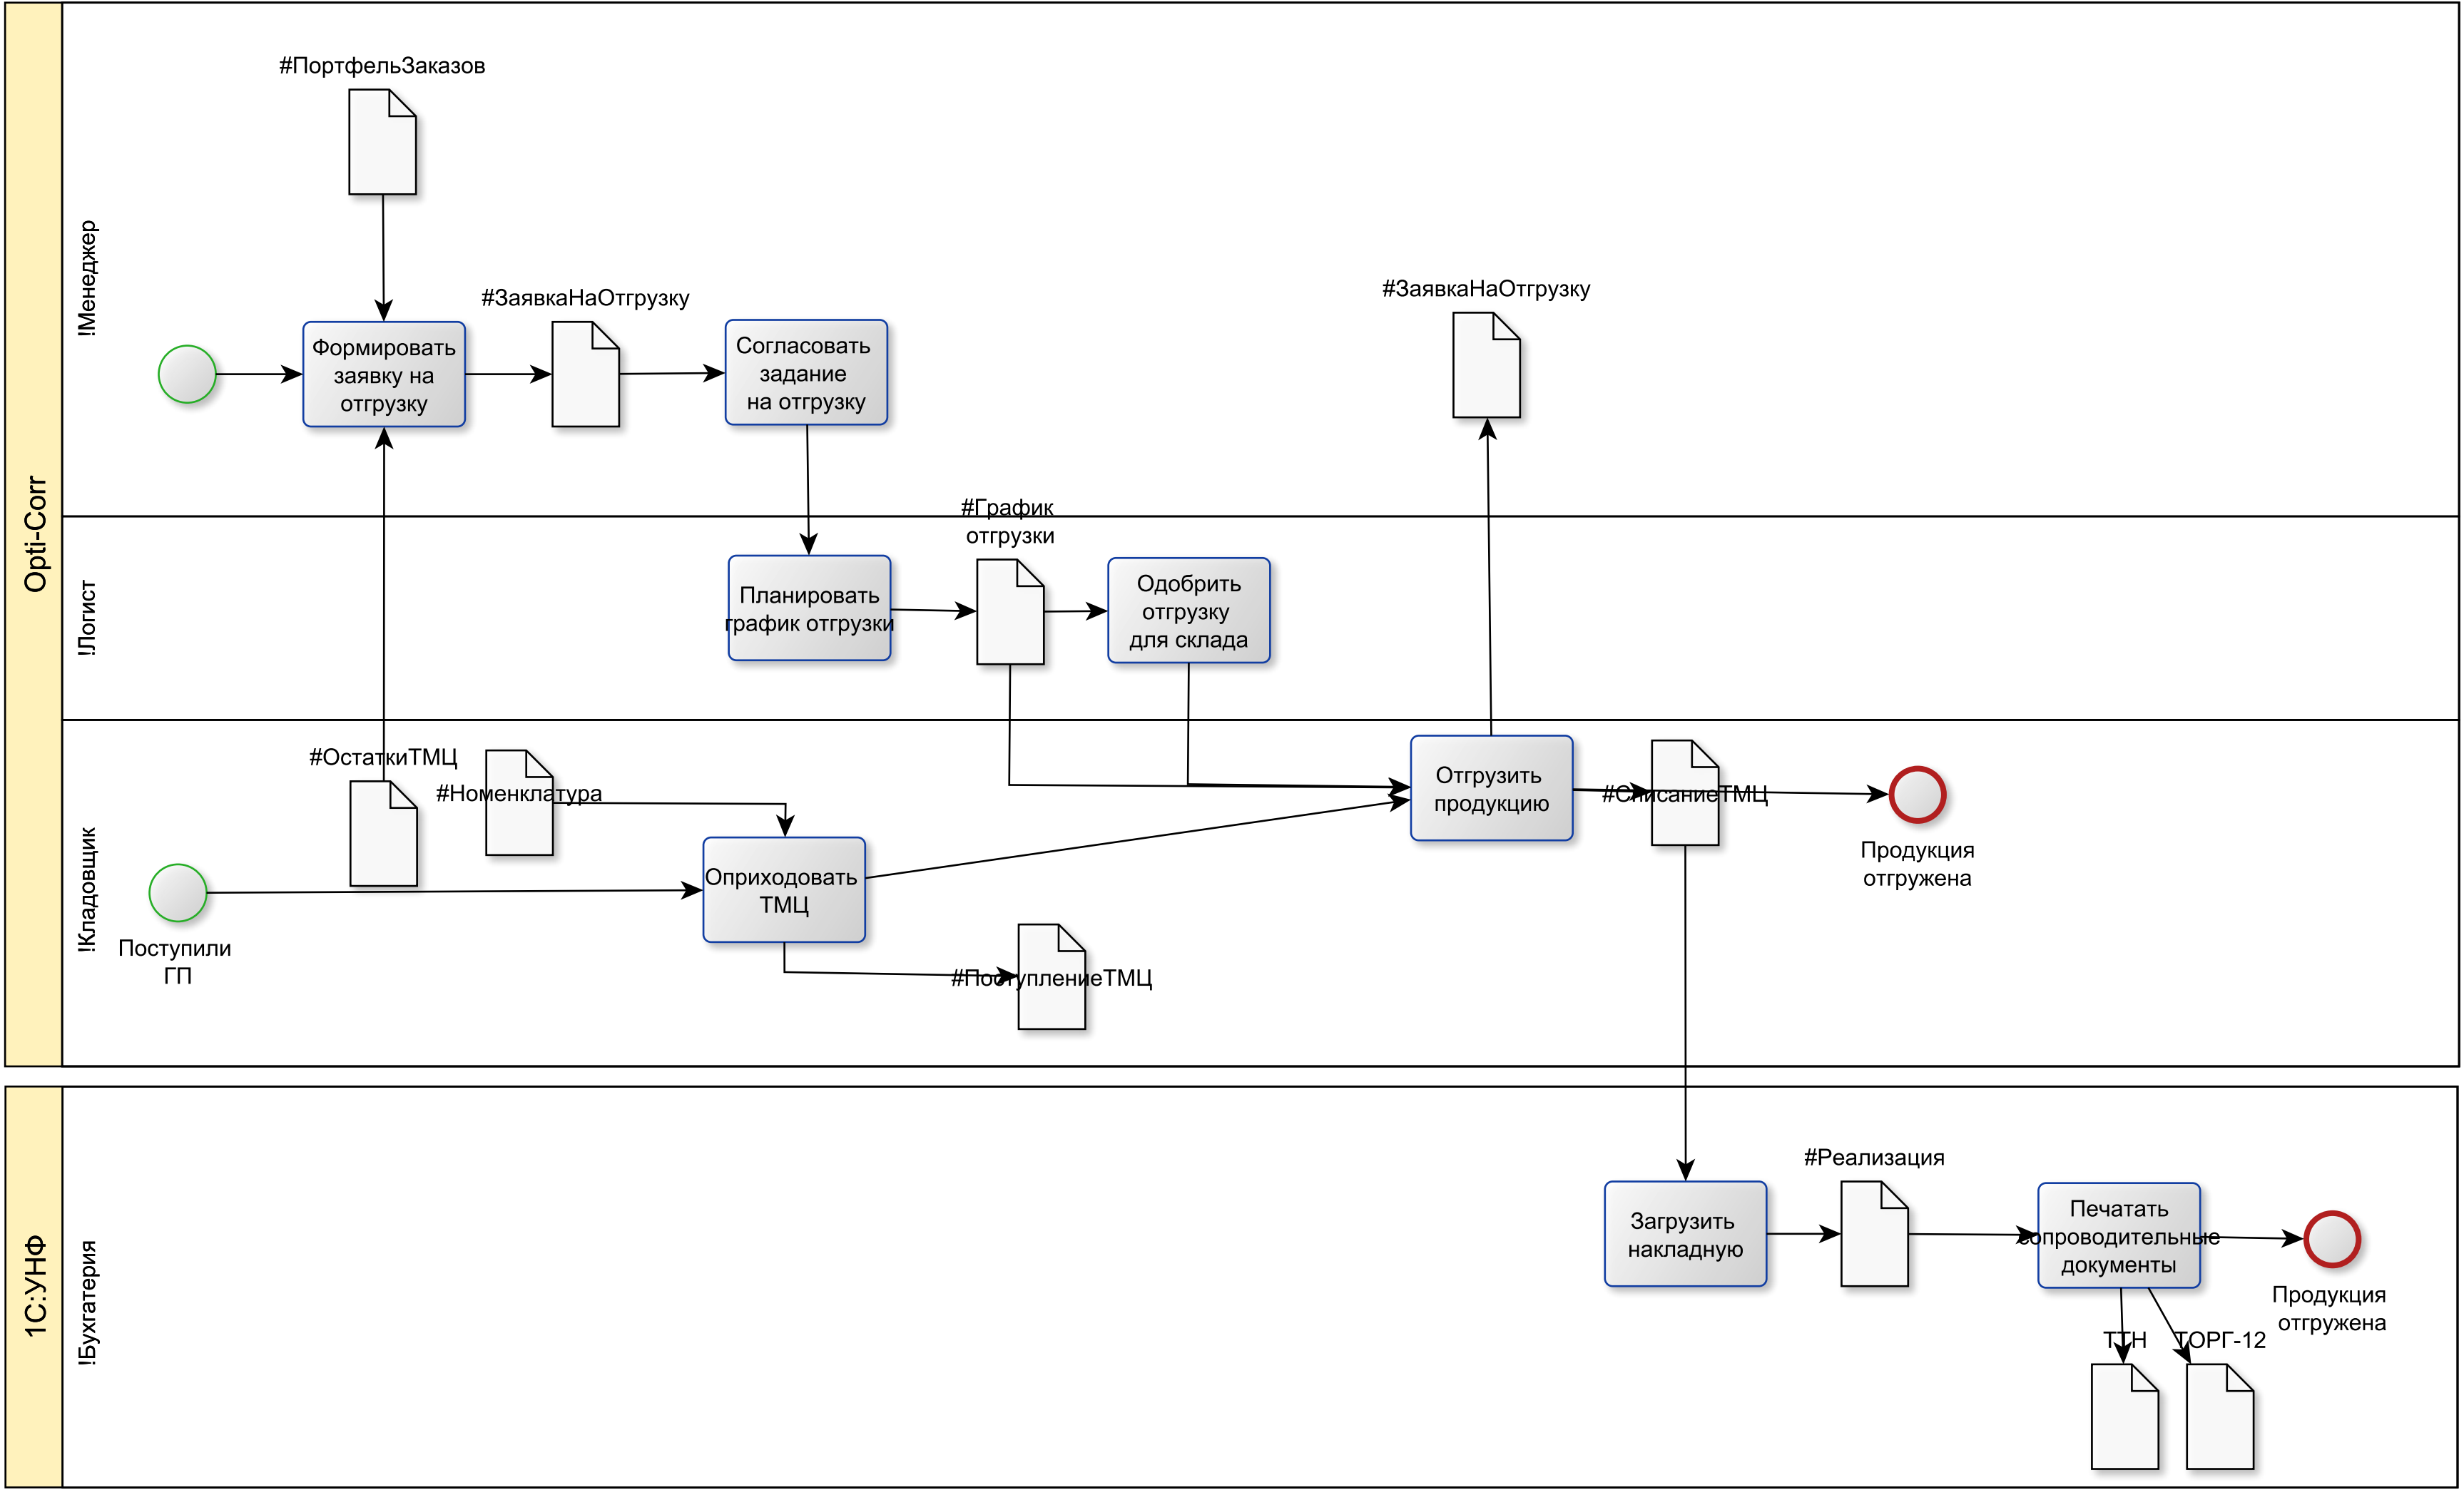 Opti-Corr
!Менеджер
#ПортфельЗаказов
Формировать
заявку на
отгрузку
#ЗаявкаНаОтгрузку
Согласовать
задание
на отгрузку
#ЗаявкаНаОтгрузку
!Логист
Планировать
график отгрузки
#График
отгрузки
Одобрить
отгрузку
для склада
!Кладовщик
Поступили
ГП
#ОстаткиТМЦ
#Номенклатура
Оприходовать
ТМЦ
#ПоступлениеТМЦ
Отгрузить
продукцию
#СписаниеТМЦ
Продукция
отгружена
1С:УНФ
!Бухгатерия
Загрузить
накладную
#Реализация
Печатать
сопроводительные
документы
ТТН
ТОРГ-12
Продукция
отгружена